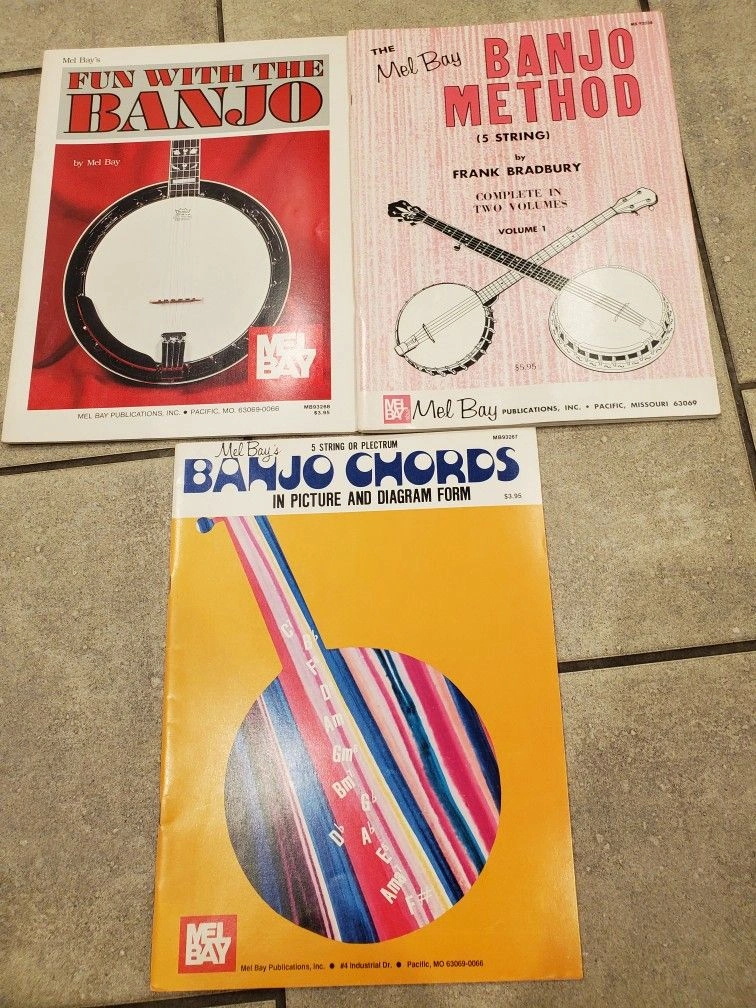 Mel Bay's
FUN WITH THE
BANJO
by Mel Bay
MEL
BAY
MEL BAY PUBLICATIONS, INC. ● PACIFIC, MO. 63069-0066
MB93268
$3.95
THE
Mel Bay
BANJO
METHOD
(5 STRING)
by
FRANK BRADBURY
COMPLETE IN
TWO VOLUMES
VOLUME 1
$5.95
MEL
BAY
Mel Bay PUBLICATIONS, INC. • PACIFIC, MISSOURI 63069
Mel Bay's
5 STRING OR PLECTRUM
MB93267
BANJO CHORDS
IN PICTURE AND DIAGRAM FORM
$3.95
F
D
Am
Bm
D♭
G♭
A♭
F#
MEL
BAY
Mel Bay Publications, Inc. ● #4 Industrial Dr. ● Pacific, MO 63069-0066